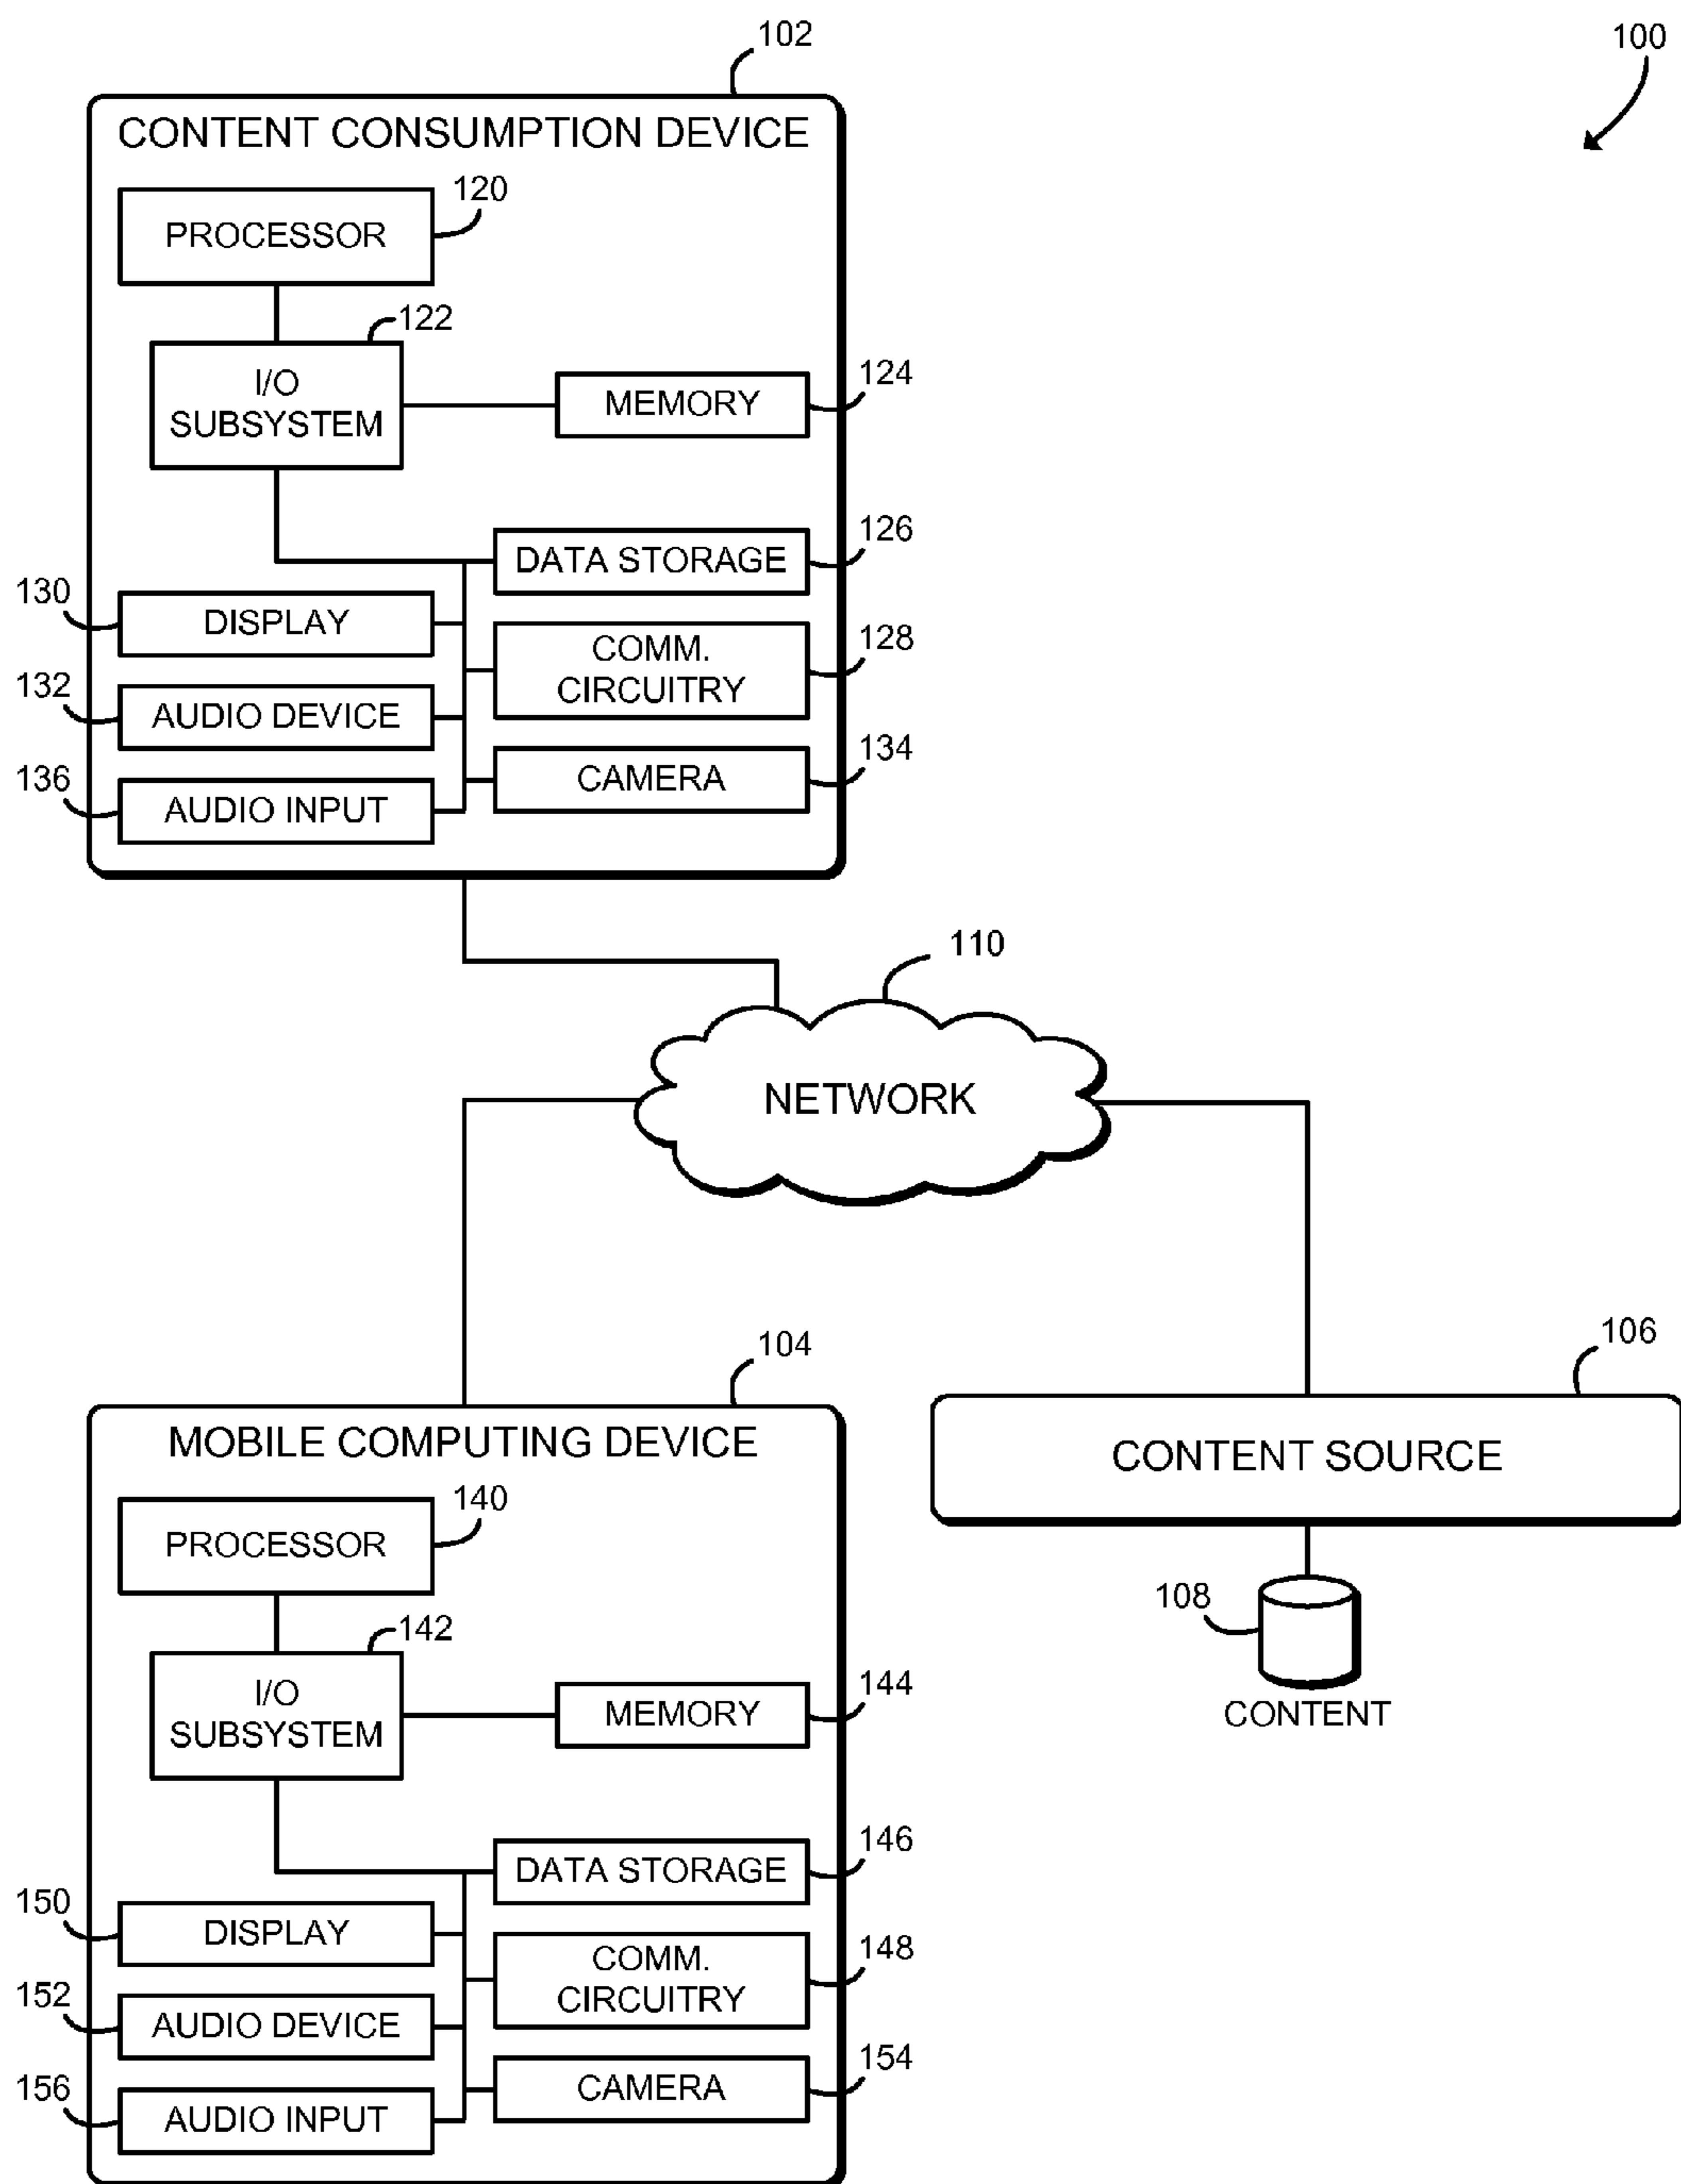 102
100
CONTENT CONSUMPTION DEVICE
120
PROCESSOR
122
I/O
SUBSYSTEM
124
MEMORY
126
DATA STORAGE
130
DISPLAY
128
COMM.
CIRCUITRY
132
AUDIO DEVICE
134
CAMERA
136
AUDIO INPUT
110
NETWORK
104
106
MOBILE COMPUTING DEVICE
CONTENT SOURCE
140
PROCESSOR
108
CONTENT
142
I/O
SUBSYSTEM
144
MEMORY
146
DATA STORAGE
150
DISPLAY
148
COMM.
CIRCUITRY
152
AUDIO DEVICE
154
CAMERA
156
AUDIO INPUT